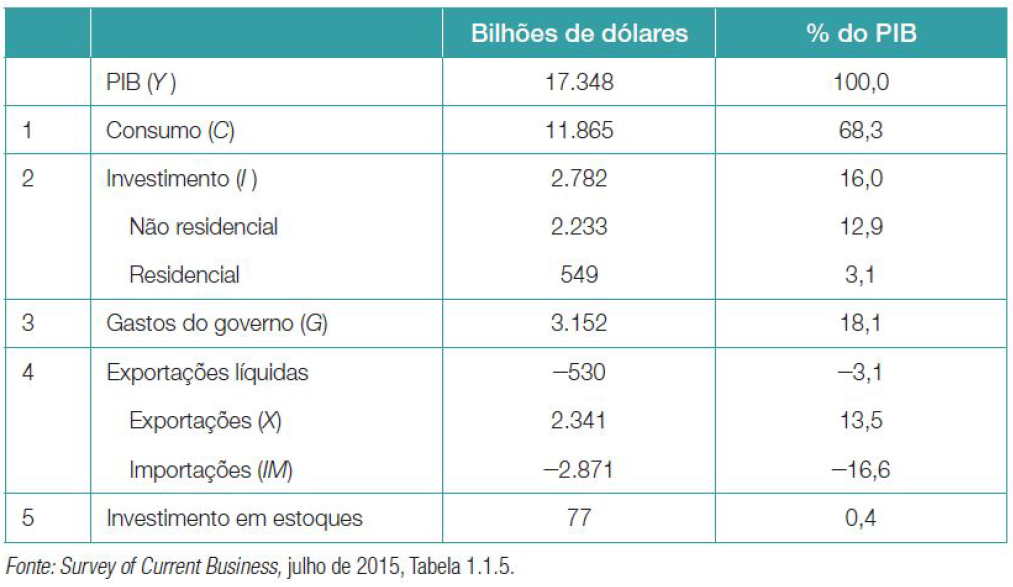 Bilhões de dólares % do PIB
PIB (Y) 17.348 100,0
1 Consumo (C) 11.865 68,3
2 Investimento (I) 2.782 16,0
Não residencial 2.233 12,9
Residencial 549 3,1
3 Gastos do governo (G) 3.152 18,1
4 Exportações líquidas −530 −3,1
Exportações (X) 2.341 13,5
Importações (IM) −2.871 −16,6
5 Investimento em estoques 77 0,4
Fonte: Survey of Current Business, julho de 2015, Tabela 1.1.5.